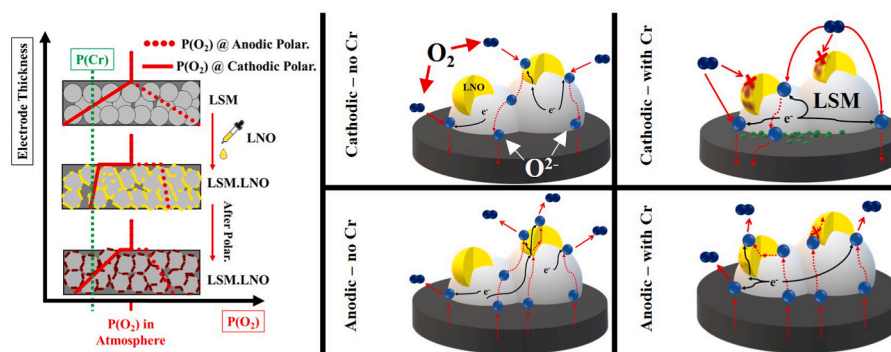 P(Cr)
P(O₂) @ Anodic Polar.
P(O₂) @ Cathodic Polar.
Electrode Thickness
LSM
LNO
LSM.LNO
After Polar.
LSM.LNO
P(O₂) in
Atmosphere
P(O₂)
Cathodic – no Cr
O₂
LNO
e⁻
e⁻
O²⁻
Cathodic – with Cr
LSM
e⁻
Anodic – no Cr
e⁻
e⁻
Anodic – with Cr
e⁻